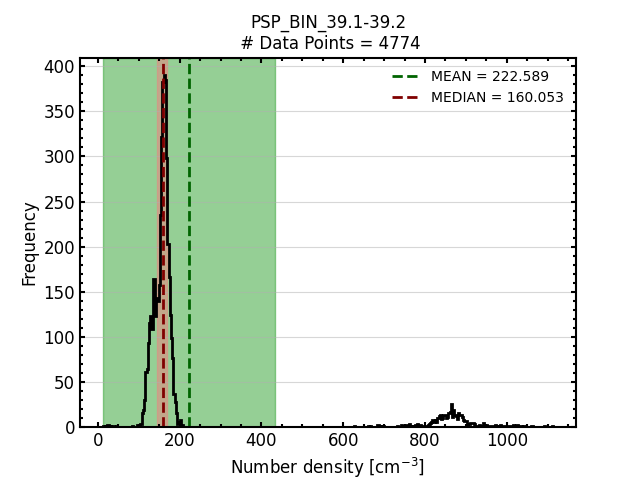 PSP_BIN_39.1-39.2
# Data Points = 4774
MEAN = 222.589
MEDIAN = 160.053
400
350
300
250
200
150
100
50
0
Frequency
0 200 400 600 800 1000
Number density [cm⁻³]